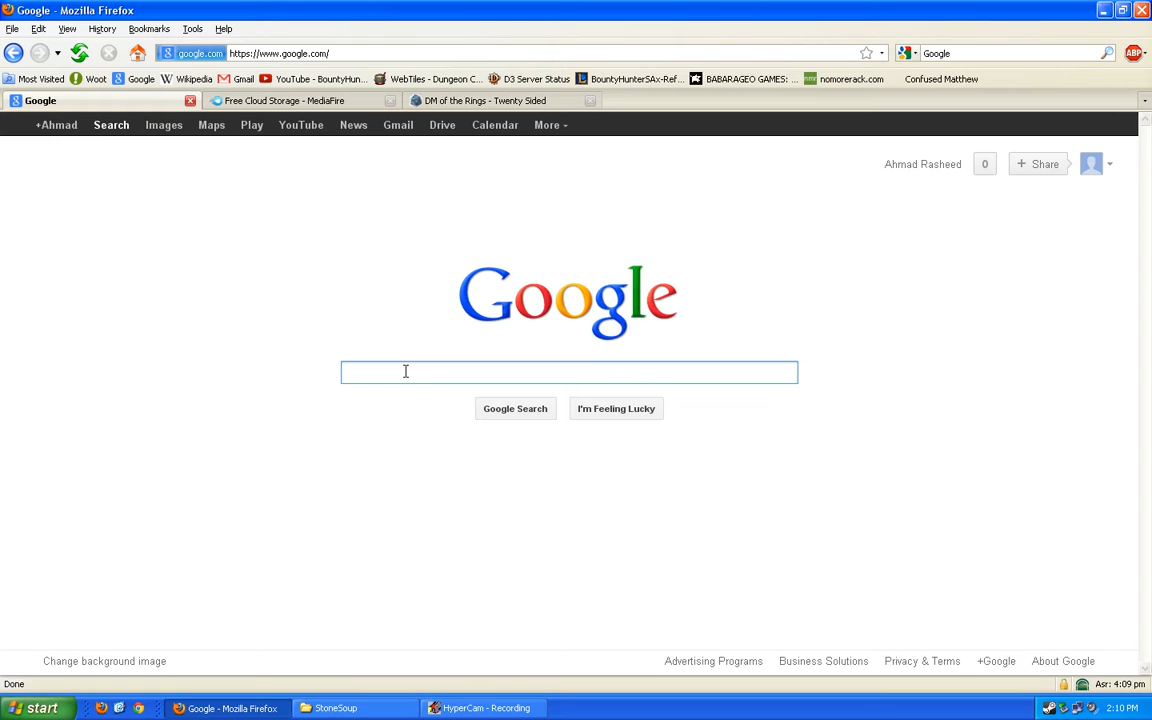 Google - Mozilla Firefox
File Edit View History Bookmarks Tools Help
google.com https://www.google.com/ Google ABP
Most Visited Woot Google Wikipedia Gmail YouTube - BountyHun... WebTiles - Dungeon C... D3 Server Status BountyHunterSAx-Ref... BABARAGEO GAMES: ... nomorerack.com Confused Matthew
Google Free Cloud Storage - MediaFire DM of the Rings - Twenty Sided
+Ahmad Search Images Maps Play YouTube News Gmail Drive Calendar More
Ahmad Rasheed 0 + Share
Google
Google Search I'm Feeling Lucky
Change background image Advertising Programs Business Solutions Privacy & Terms +Google About Google
Done Asr: 4:09 pm
start Google - Mozilla Firefox StoneSoup HyperCam - Recording 2:10 PM